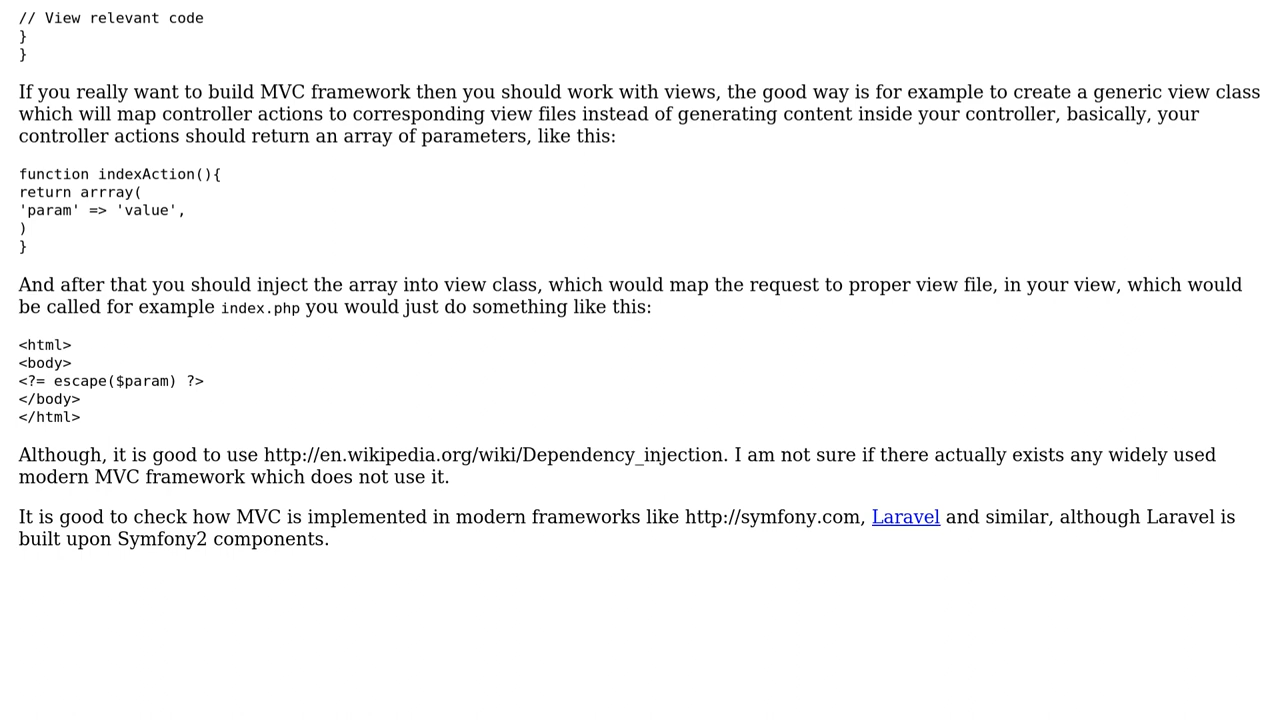 // View relevant code
}
}
If you really want to build MVC framework then you should work with views, the good way is for example to create a generic view class
which will map controller actions to corresponding view files instead of generating content inside your controller, basically, your
controller actions should return an array of parameters, like this:
function indexAction(){
return arrray(
'param' => 'value',
)
}
And after that you should inject the array into view class, which would map the request to proper view file, in your view, which would
be called for example index.php you would just do something like this:
<html>
<body>
<?= escape($param) ?>
</body>
</html>
Although, it is good to use http://en.wikipedia.org/wiki/Dependency_injection. I am not sure if there actually exists any widely used
modern MVC framework which does not use it.
It is good to check how MVC is implemented in modern frameworks like http://symfony.com, Laravel and similar, although Laravel is
built upon Symfony2 components.